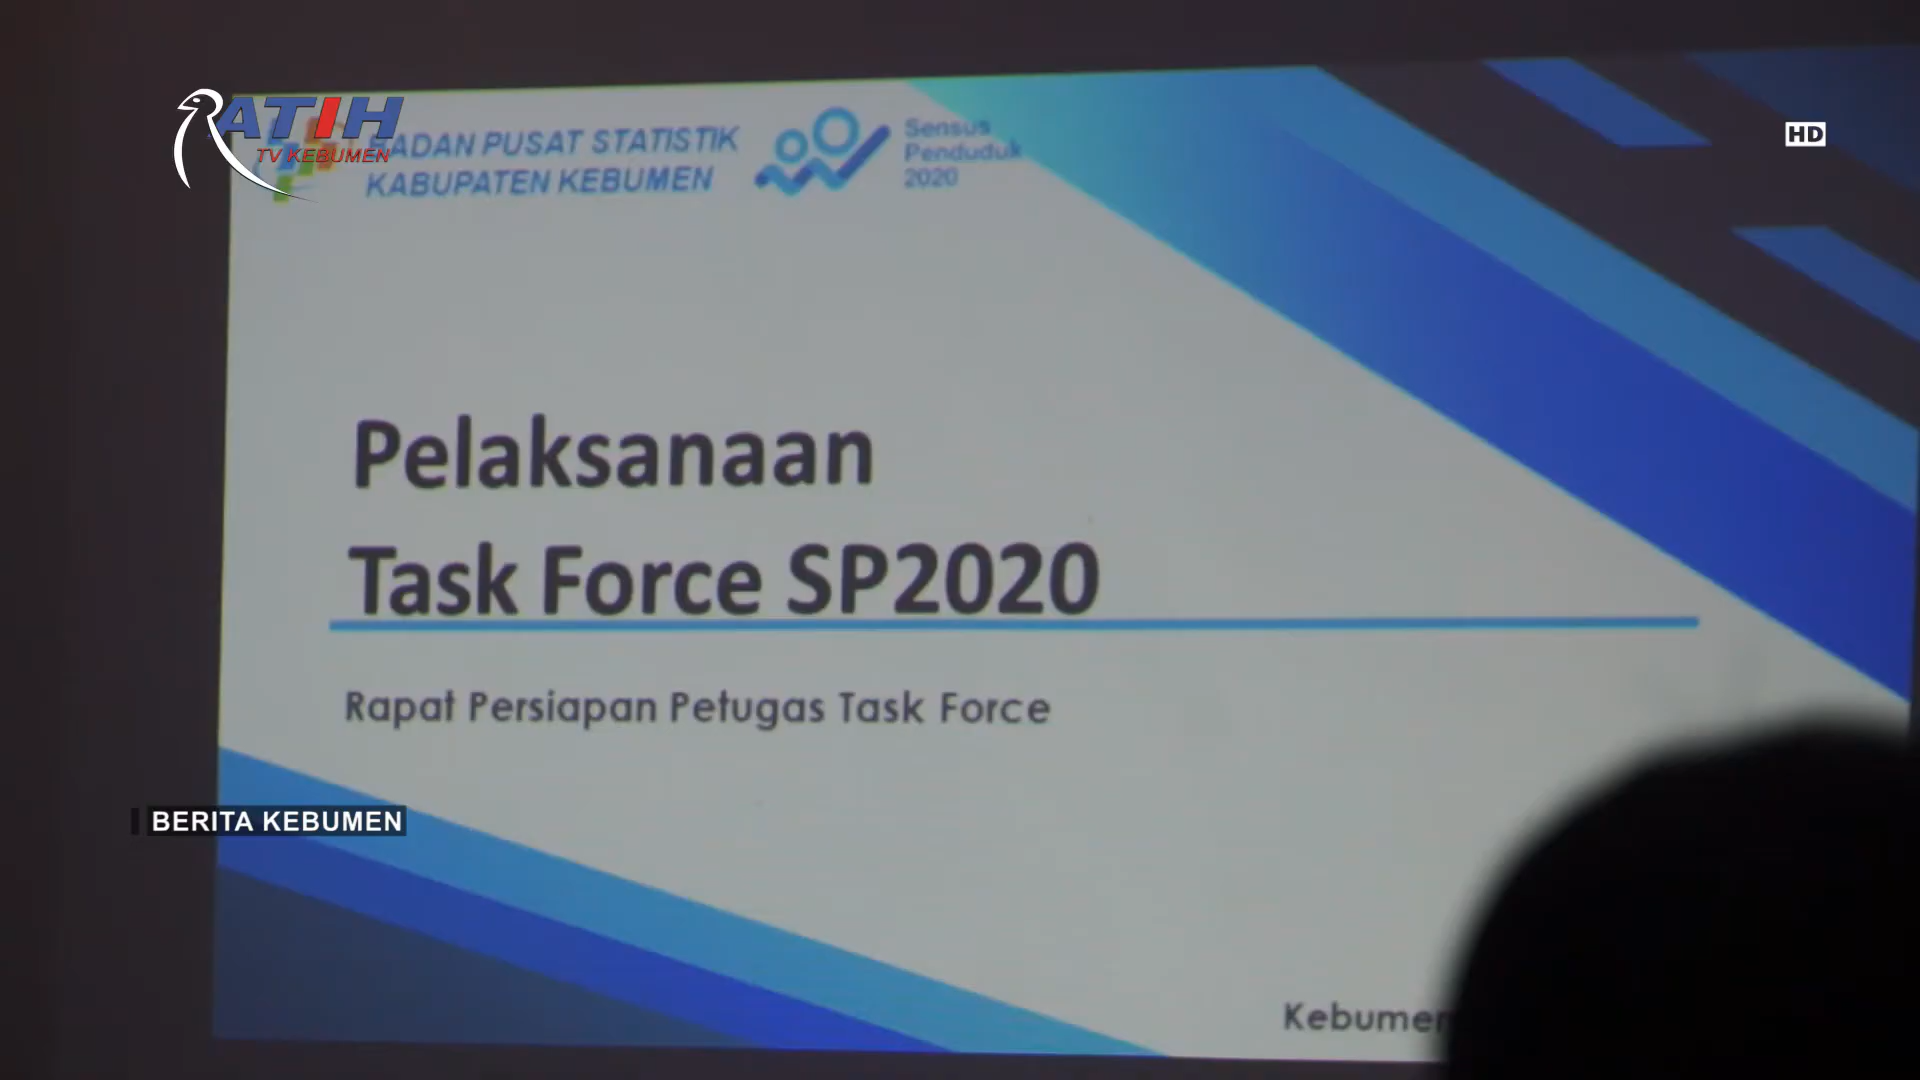 RATIH
TV KEBUMEN
HD
BADAN PUSAT STATISTIK
KABUPATEN KEBUMEN
Sensus
Penduduk
2020
Pelaksanaan
Task Force SP2020
Rapat Persiapan Petugas Task Force
BERITA KEBUMEN
Kebumen